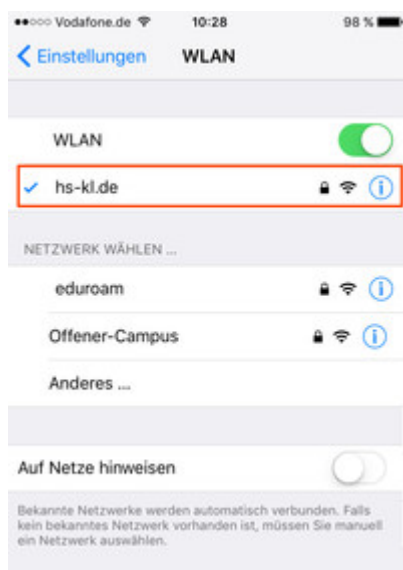 Vodafone.de 10:28 98 %
Einstellungen WLAN
WLAN
hs-kl.de
NETZWERK WÄHLEN ...
eduroam
Offener-Campus
Anderes ...
Auf Netze hinweisen
Bekannte Netzwerke werden automatisch verbunden. Falls
kein bekanntes Netzwerk vorhanden ist, müssen Sie manuell
ein Netzwerk auswählen.